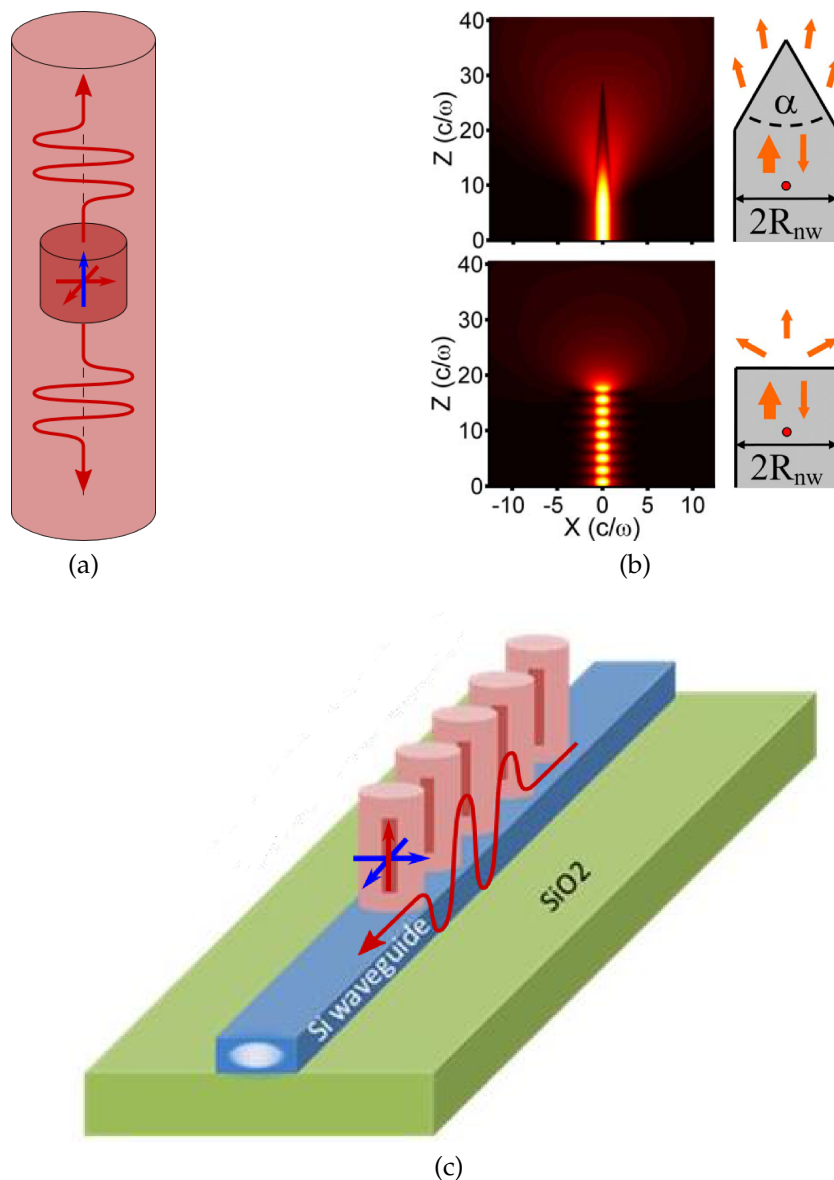 40
30
20
10
0
Z (c/ω)
α
2Rnw
40
30
20
10
0
Z (c/ω)
-10 -5 0 5 10
X (c/ω)
2Rnw
(a)
(b)
Si waveguide
SiO2
(c)